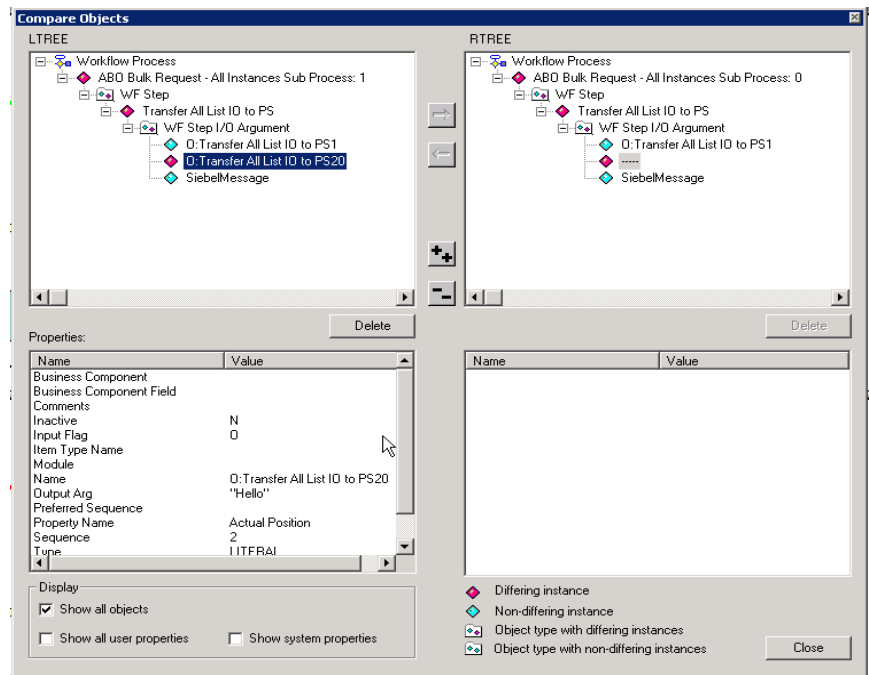 Compare Objects
LTREE
RTREE
Workflow Process
ABO Bulk Request - All Instances Sub Process: 1
WF Step
Transfer All List IO to PS
WF Step I/O Argument
O:Transfer All List IO to PS1
O:Transfer All List IO to PS20
SiebelMessage
Workflow Process
ABO Bulk Request - All Instances Sub Process: 0
WF Step
Transfer All List IO to PS
WF Step I/O Argument
O:Transfer All List IO to PS1
-----
SiebelMessage
Delete
Delete
Properties:
Name Value
Business Component
Business Component Field
Comments
Inactive N
Input Flag O
Item Type Name
Module
Name O:Transfer All List IO to PS20
Output Arg "Hello"
Preferred Sequence
Property Name Actual Position
Sequence 2
Type LITERAL
Name Value
Display
Show all objects
Show all user properties Show system properties
Differing instance
Non-differing instance
Object type with differing instances
Object type with non-differing instances
Close